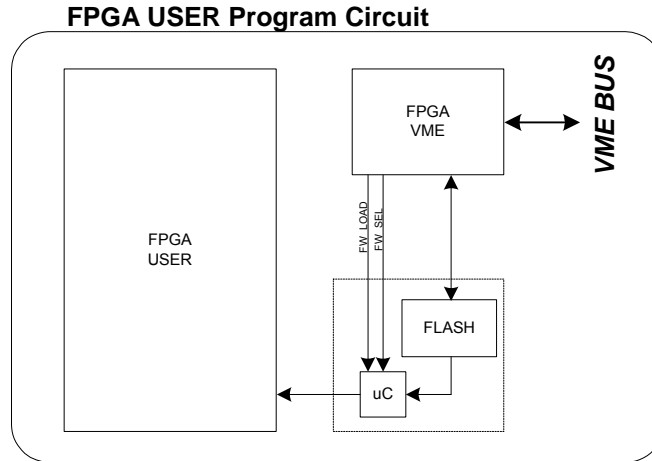 FPGA USER Program Circuit
FPGA
VME
VME BUS
FW_LOAD
FW_SEL
FPGA
USER
FLASH
uC